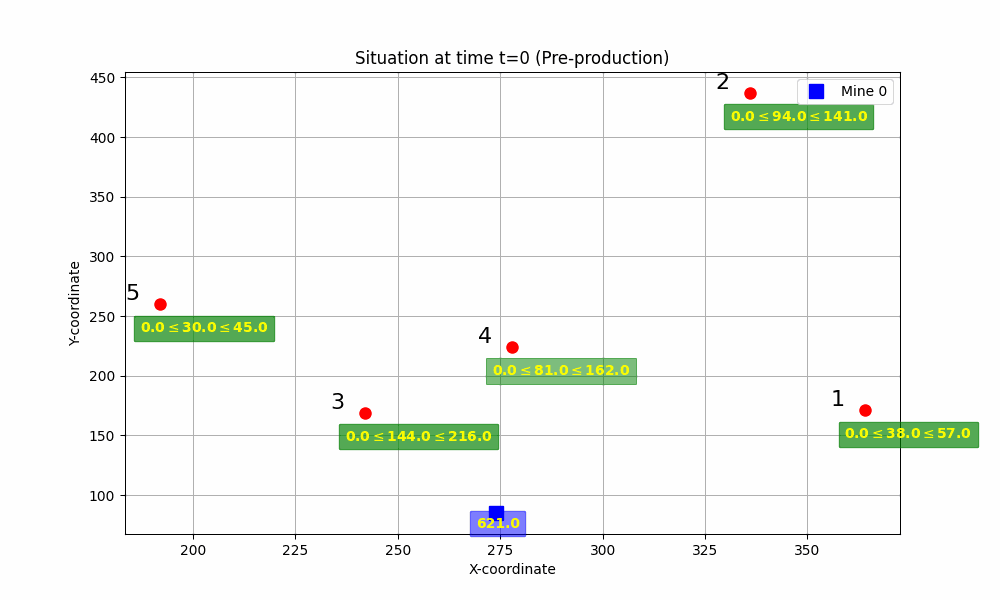 Situation at time t=0 (Pre-production)
450
2
Mine 0
0.0 ≤ 94.0 ≤ 141.0
400
350
300
5
250
0.0 ≤ 30.0 ≤ 45.0
4
200
0.0 ≤ 81.0 ≤ 162.0
3
1
150
0.0 ≤ 144.0 ≤ 216.0
0.0 ≤ 38.0 ≤ 57.0
100
621.0
200 225 250 275 300 325 350
X-coordinate
Y-coordinate